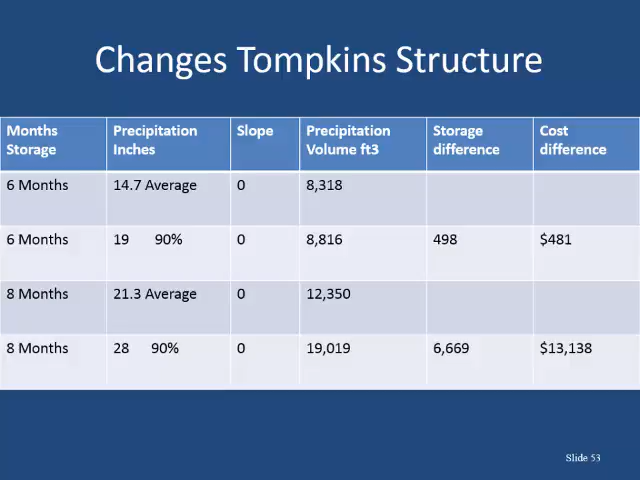 Changes Tompkins Structure
Months Storage | Precipitation Inches | Slope | Precipitation Volume ft3 | Storage difference | Cost difference
6 Months | 14.7 Average | 0 | 8,318 | |
6 Months | 19 90% | 0 | 8,816 | 498 | $481
8 Months | 21.3 Average | 0 | 12,350 | |
8 Months | 28 90% | 0 | 19,019 | 6,669 | $13,138
Slide 53